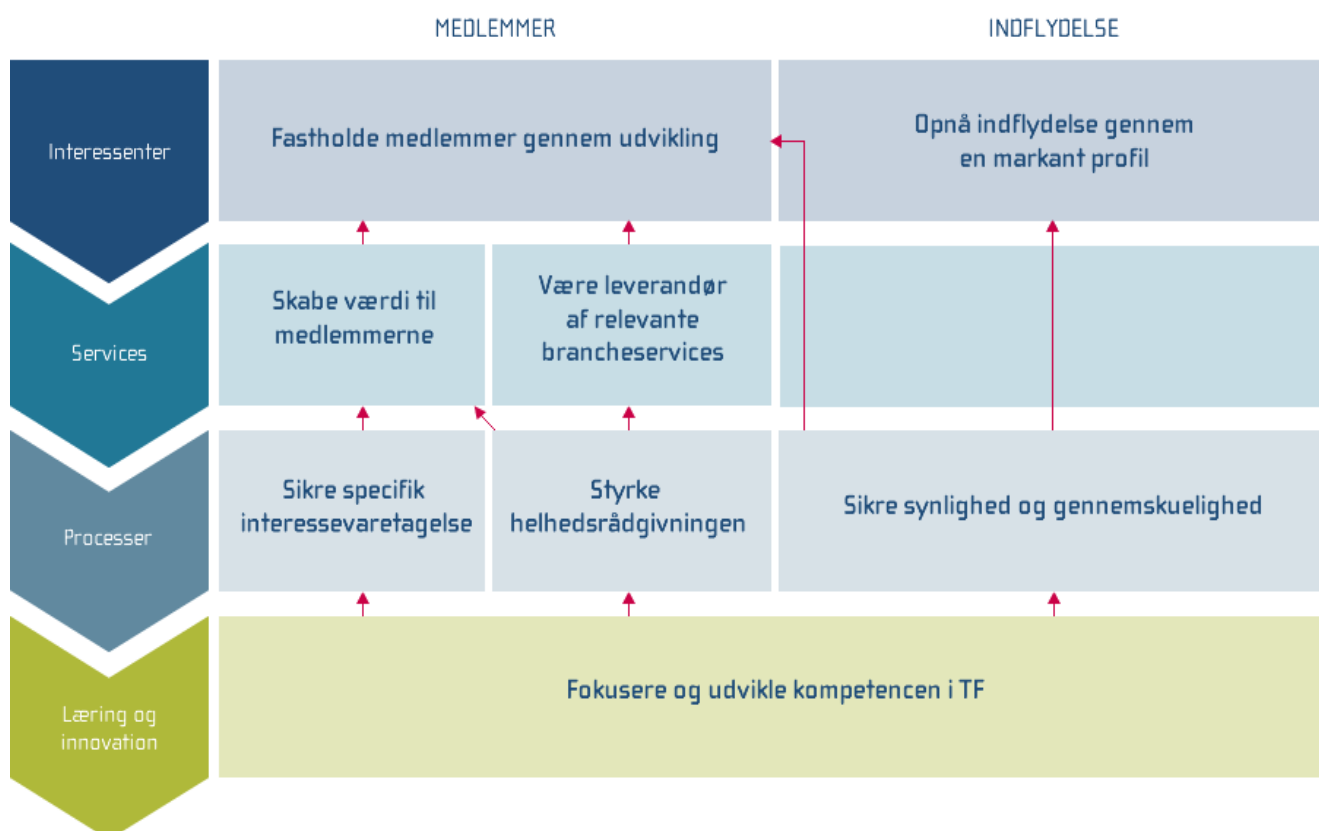 MEDLEMMER
INDFLYDELSE
Interessenter
Fastholde medlemmer gennem udvikling
Opnå indflydelse gennem
en markant profil
Services
Skabe værdi til
medlemmerne
Være leverandør
af relevante
brancheservices
Processer
Sikre specifik
interessevaretagelse
Styrke
helhedsrådgivningen
Sikre synlighed og gennemskuelighed
Læring og
innovation
Fokusere og udvikle kompetencen i TF